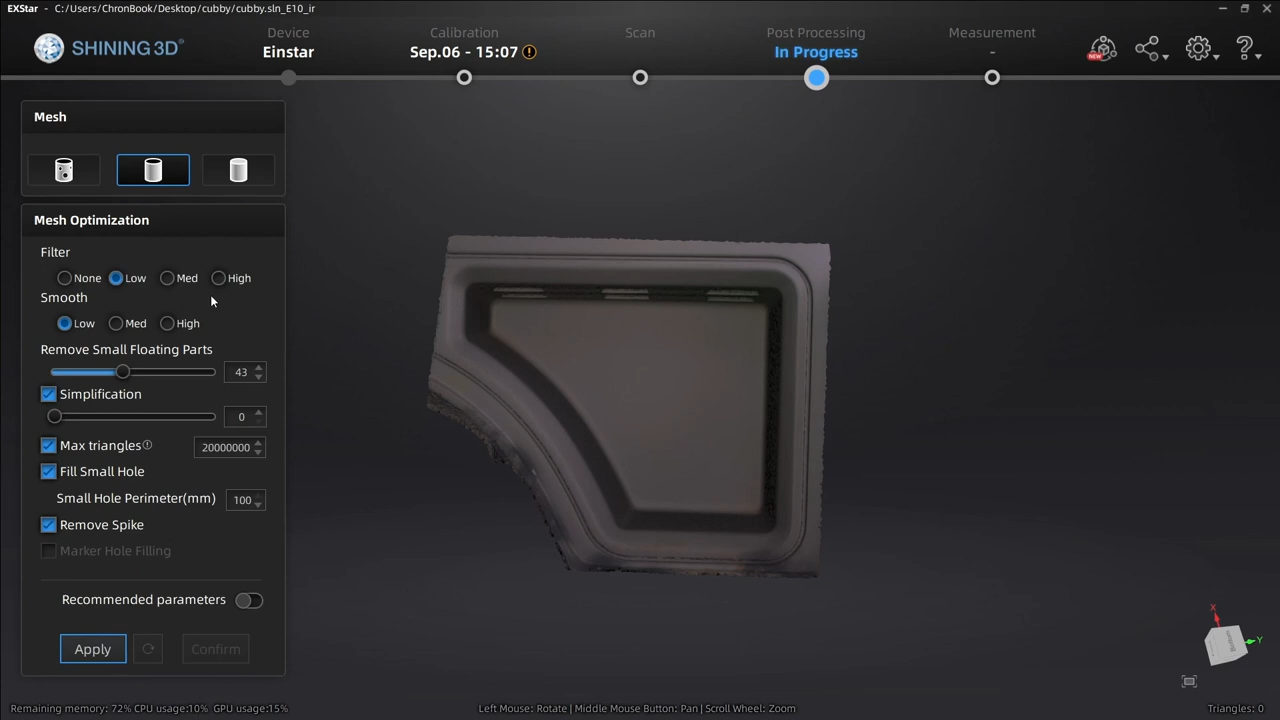 EXStar - C:/Users/ChronBook/Desktop/cubby/cubby.sln_E10_ir
SHINING 3D®
Device
Einstar
Calibration
Sep.06 - 15:07
Scan
Post Processing
In Progress
Measurement
-
NEW
Mesh
Mesh Optimization
Filter
None Low Med High
Smooth
Low Med High
Remove Small Floating Parts
43
Simplification
0
Max triangles 20000000
Fill Small Hole
Small Hole Perimeter(mm) 100
Remove Spike
Marker Hole Filling
Recommended parameters
Apply Confirm
X
Y
Remaining memory: 72% CPU usage:10% GPU usage:15%
Left Mouse: Rotate | Middle Mouse Button: Pan | Scroll Wheel: Zoom
Triangles: 0